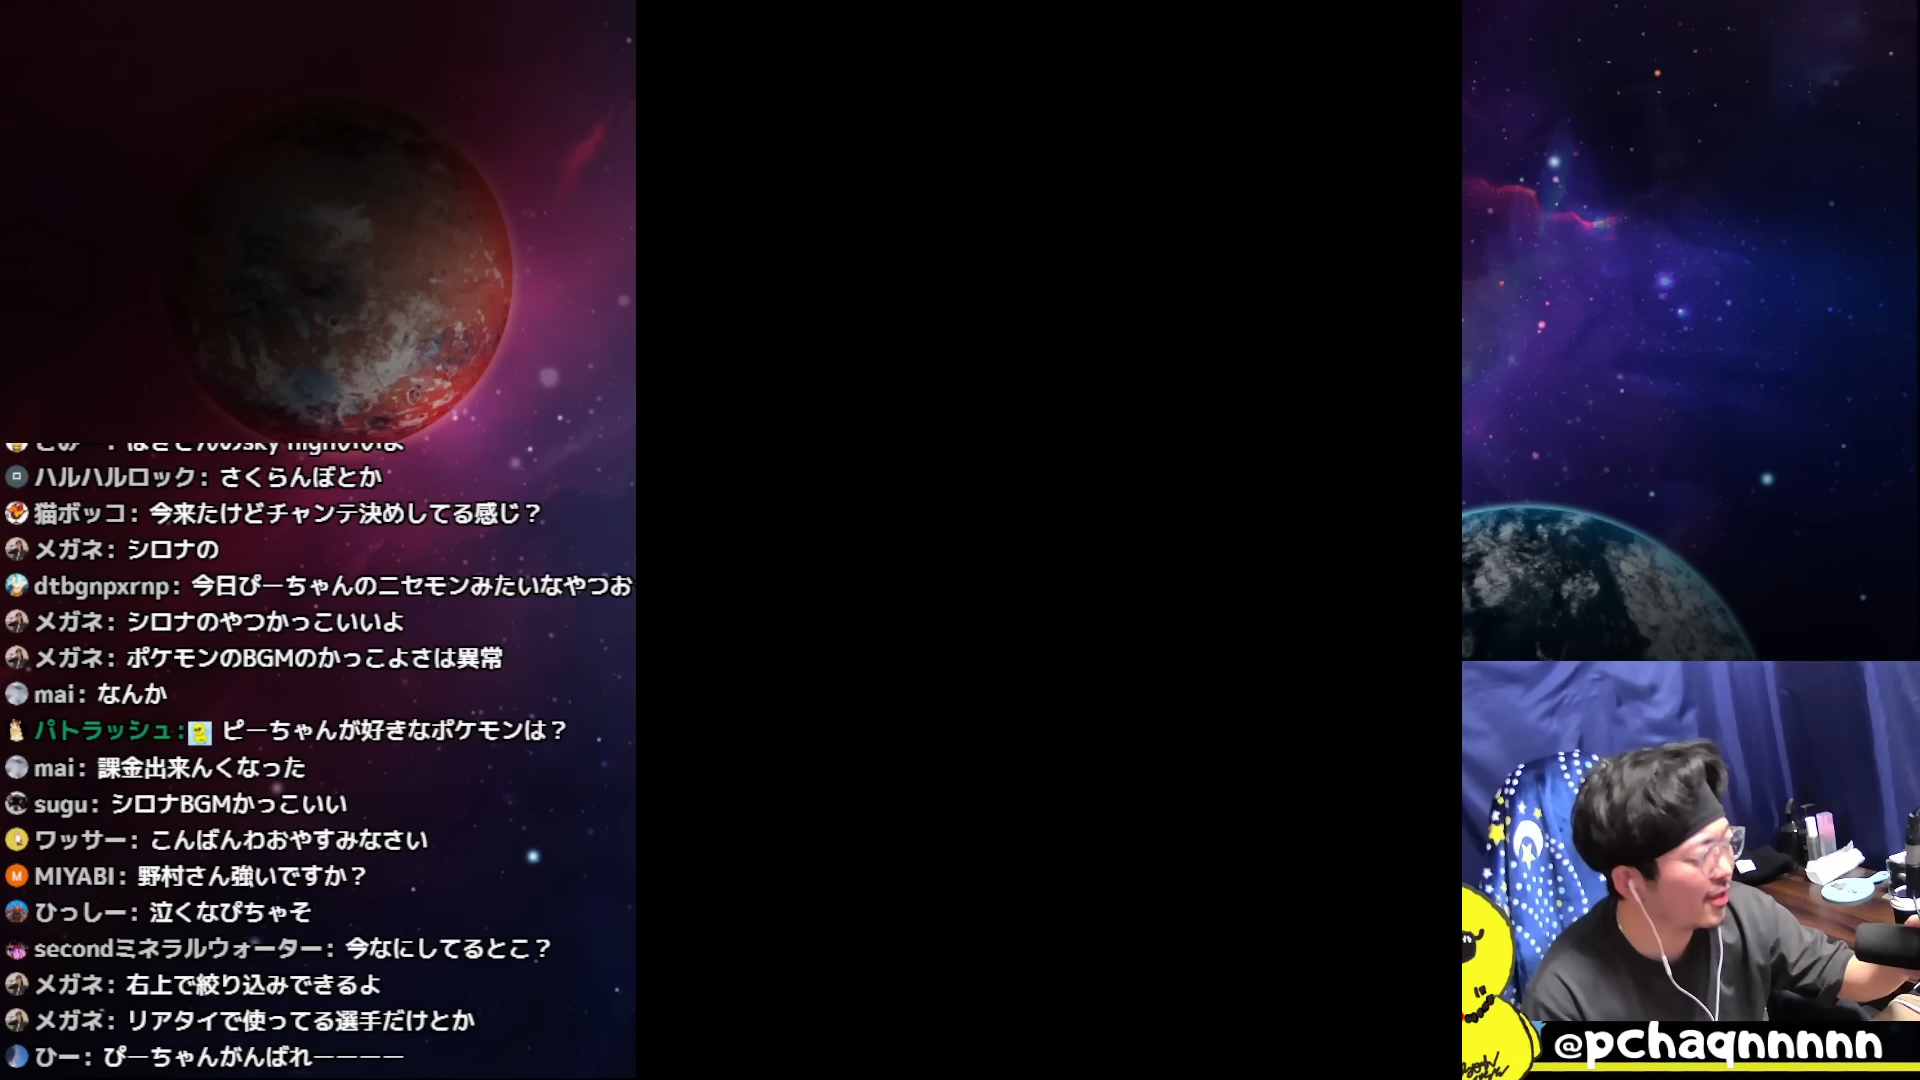 ハルハルロック: さくらんぼとか
猫ボッコ: 今来たけどチャンテ決めしてる感じ？
メガネ: シロナの
dtbgnpxrnp: 今日ぴーちゃんのニセモンみたいなやつお
メガネ: シロナのやつかっこいいよ
メガネ: ポケモンのBGMのかっこよさは異常
mai: なんか
パトラッシュ: ピーちゃんが好きなポケモンは？
mai: 課金出来んくなった
sugu: シロナBGMかっこいい
ワッサー: こんばんわおやすみなさい
MIYABI: 野村さん強いですか？
ひっしー: 泣くなぴちゃそ
secondミネラルウォーター: 今なにしてるとこ？
メガネ: 右上で絞り込みできるよ
メガネ: リアタイで使ってる選手だけとか
ひー: ぴーちゃんがんばれーーーー
@pchaqnnnnn